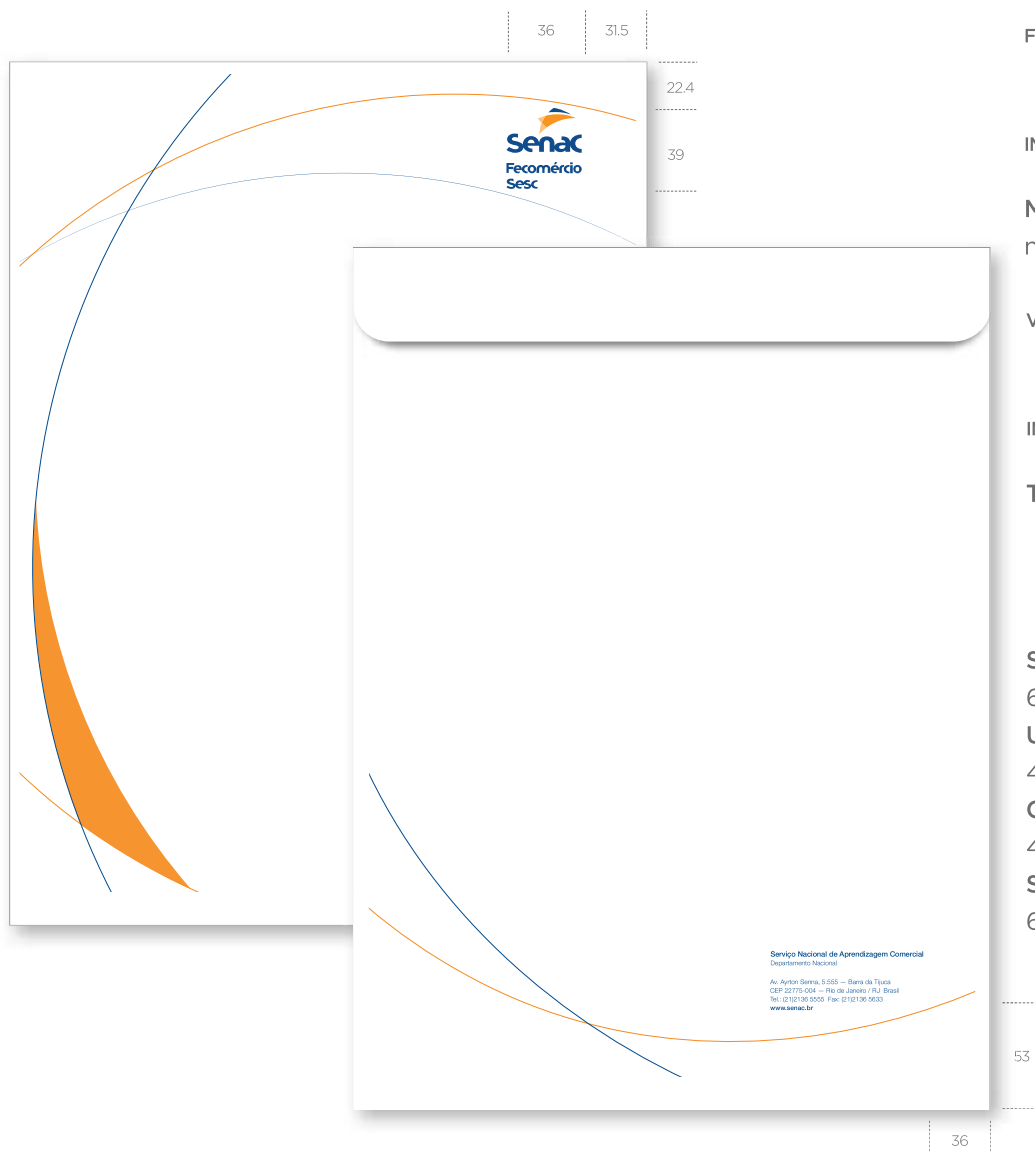 36
31.5
22.4
39
Senac
Fecomércio
Sesc
Serviço Nacional de Aprendizagem Comercial
Departamento Nacional
Av. Ayrton Senna, 5.555 — Barra da Tijuca
CEP 22775-004 — Rio de Janeiro / RJ Brasil
Tel.: (21)2136 5555 Fax: (21)2136 5633
www.senac.br
53
36